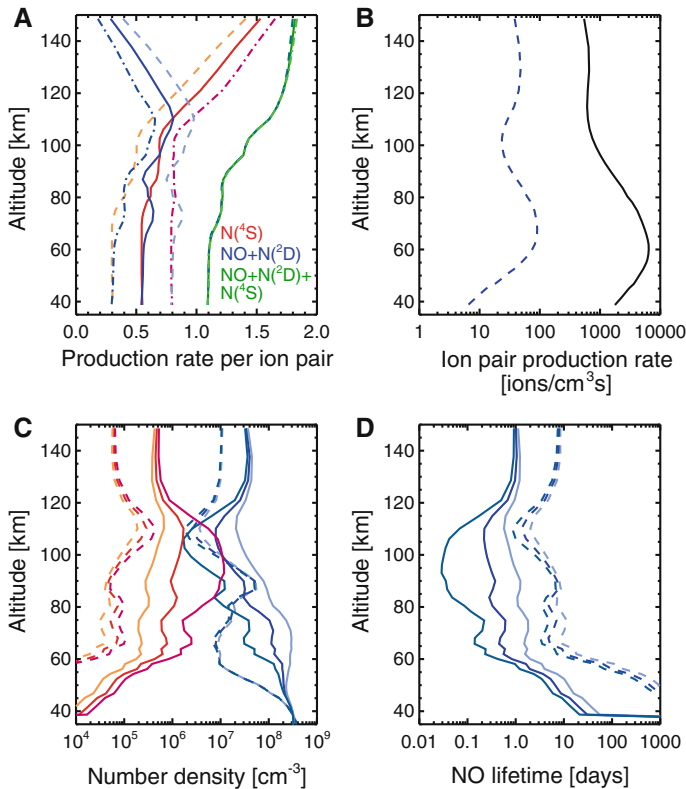 A
140
120
100
80
60
40
Altitude [km]
0.0 0.5 1.0 1.5 2.0
Production rate per ion pair
N(⁴S)
NO+N(²D)
NO+N(²D)+
N(⁴S)
B
140
120
100
80
60
40
Altitude [km]
1 10 100 1000 10000
Ion pair production rate
[ions/cm³s]
C
140
120
100
80
60
40
Altitude [km]
10⁴ 10⁵ 10⁶ 10⁷ 10⁸ 10⁹
Number density [cm⁻³]
D
140
120
100
80
60
40
Altitude [km]
0.01 0.10 1.0 10 100 1000
NO lifetime [days]